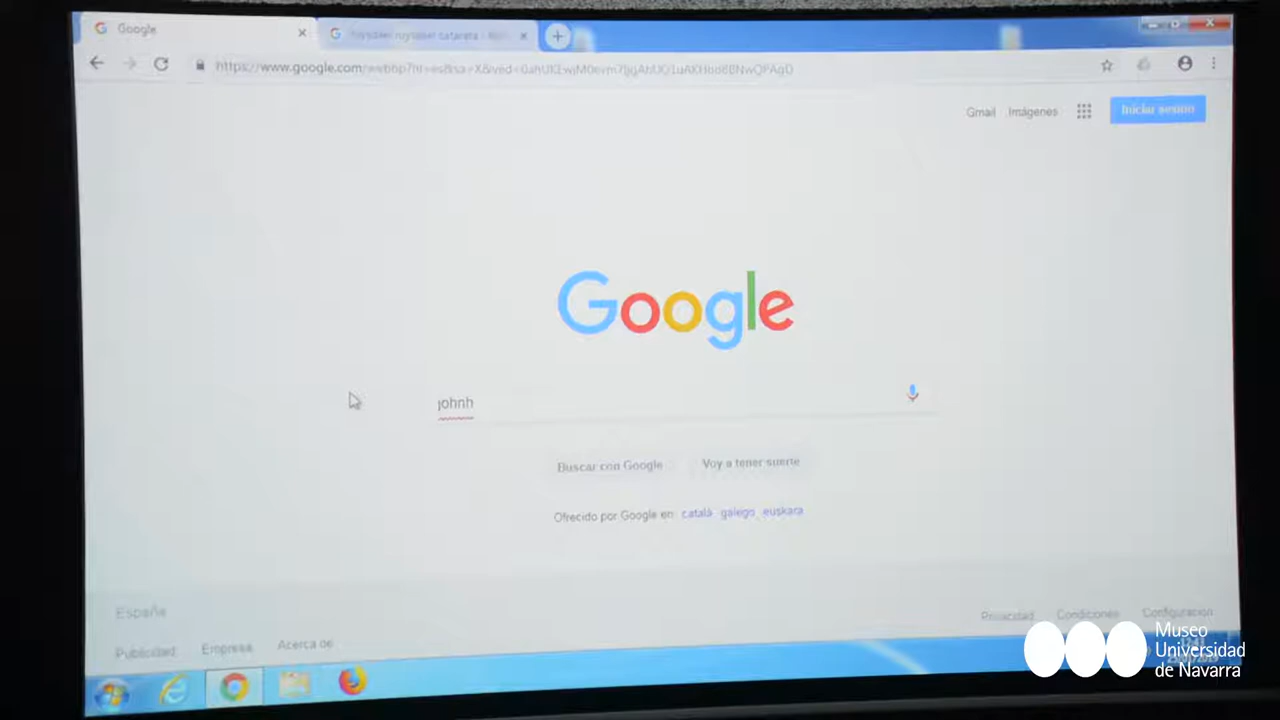 Google
https://www.google.com
Gmail Imágenes Iniciar sesión
Google
johnh
Buscar con Google Voy a tener suerte
Ofrecido por Google en: català galego euskara
España
Privacidad Condiciones Configuración
Publicidad Empresa Acerca de
Museo
Universidad
de Navarra